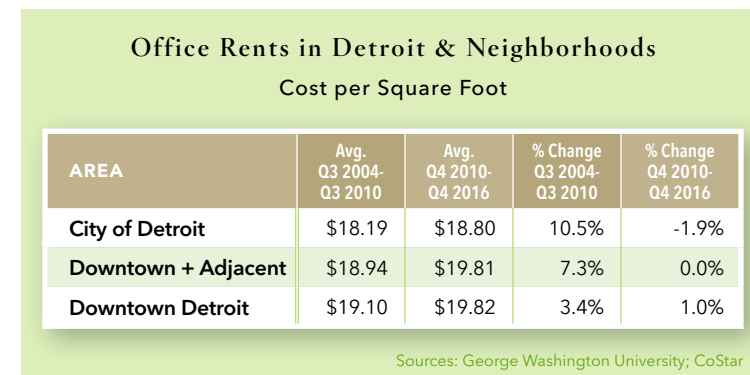 Office Rents in Detroit & Neighborhoods
Cost per Square Foot
AREA Avg. Q3 2004- Q3 2010 Avg. Q4 2010- Q4 2016 % Change Q3 2004- Q3 2010 % Change Q4 2010- Q4 2016
City of Detroit $18.19 $18.80 10.5% -1.9%
Downtown + Adjacent $18.94 $19.81 7.3% 0.0%
Downtown Detroit $19.10 $19.82 3.4% 1.0%
Sources: George Washington University; CoStar